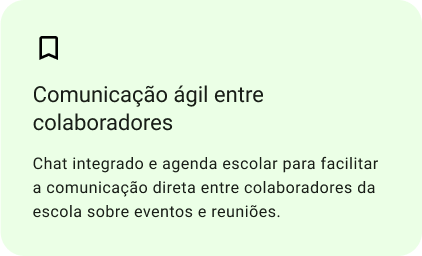 Comunicação ágil entre
colaboradores
Chat integrado e agenda escolar para facilitar
a comunicação direta entre colaboradores da
escola sobre eventos e reuniões.